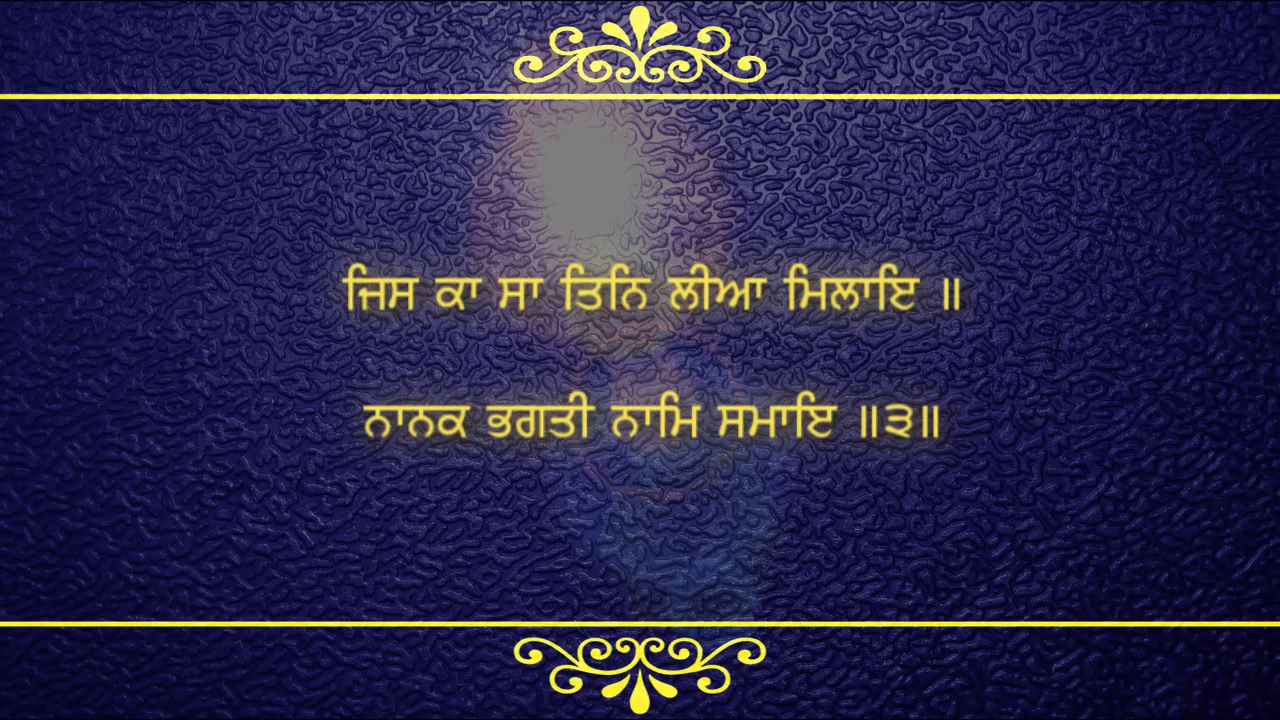 ਜਿਸ ਕਾ ਸਾ ਤਿਨਿ ਲੀਆ ਮਿਲਾਇ ॥
ਨਾਨਕ ਭਗਤੀ ਨਾਮਿ ਸਮਾਇ ॥੩॥